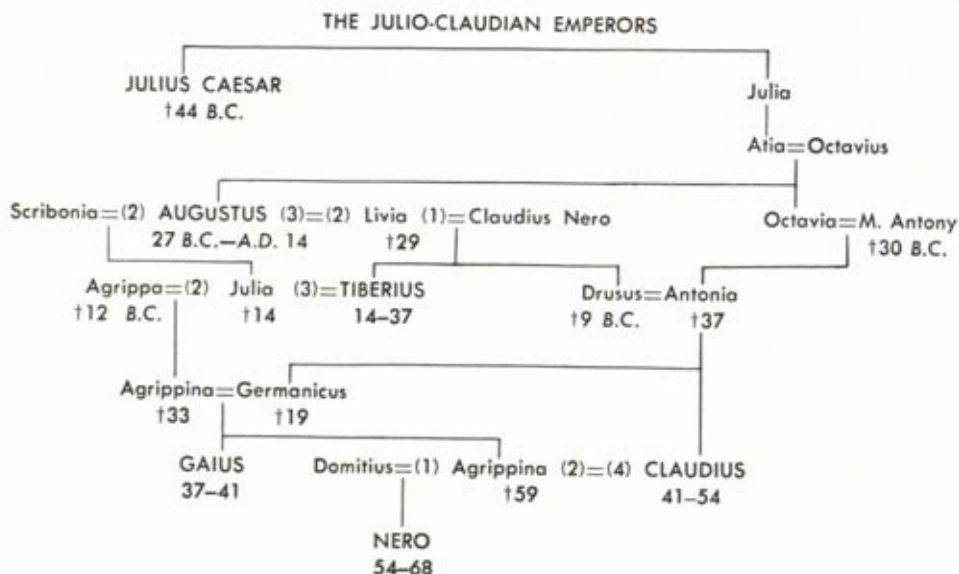 THE JULIO-CLAUDIAN EMPERORS
JULIUS CAESAR
†44 B.C.
Julia
Atia=Octavius
Scribonia=(2) AUGUSTUS (3)=(2) Livia (1)=Claudius Nero
Octavia=M. Antony
27 B.C.—A.D. 14
†29
†30 B.C.
Agrippa=(2) Julia (3)=TIBERIUS
Drusus=Antonia
†12 B.C.
†14
14–37
†9 B.C.
†37
Agrippina=Germanicus
†33
†19
GAIUS
Domitius=(1) Agrippina (2)=(4) CLAUDIUS
37–41
†59
41–54
NERO
54–68